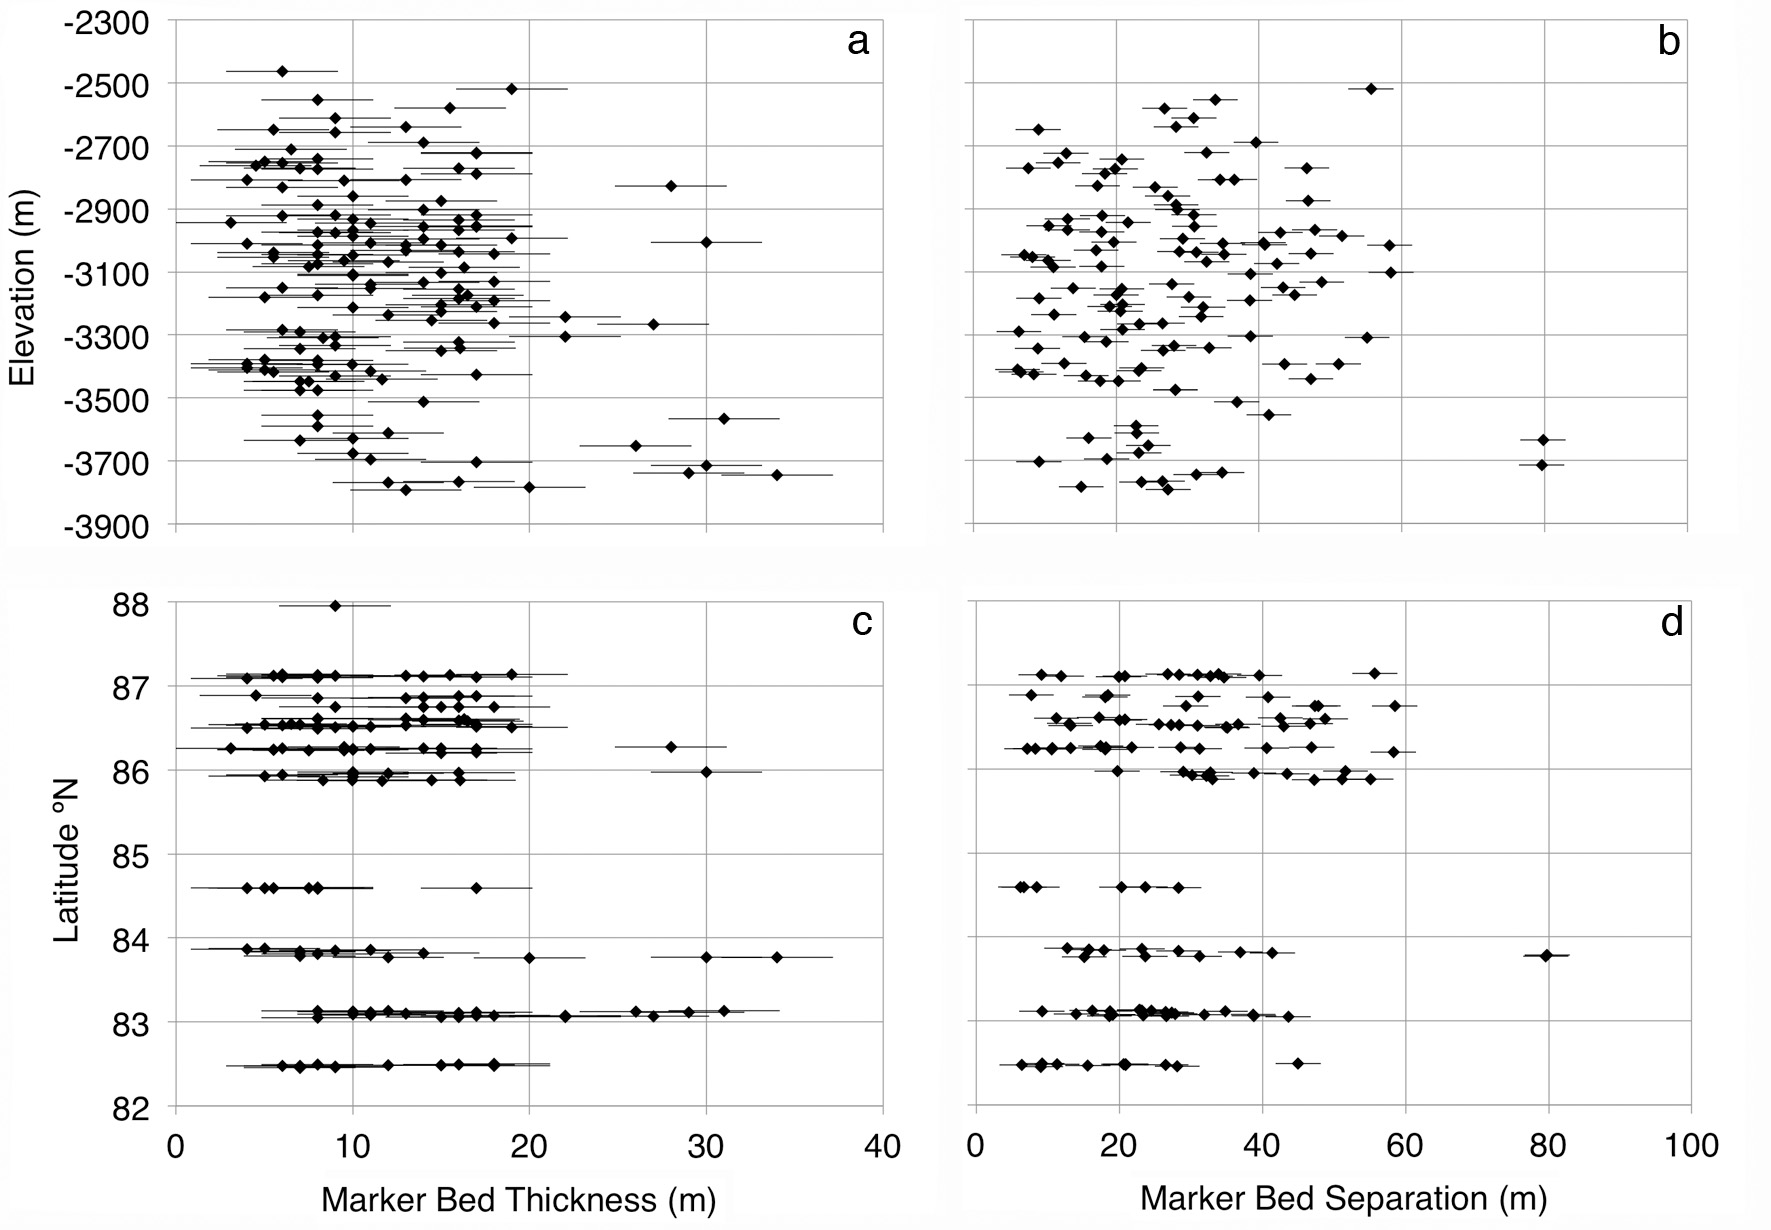 -2300
a
b
-2500
-2700
-2900
-3100
-3300
-3500
-3700
-3900
Elevation (m)
88
c
d
87
86
85
84
83
82
Latitude ºN
0 10 20 30 40
0 20 40 60 80 100
Marker Bed Thickness (m)
Marker Bed Separation (m)